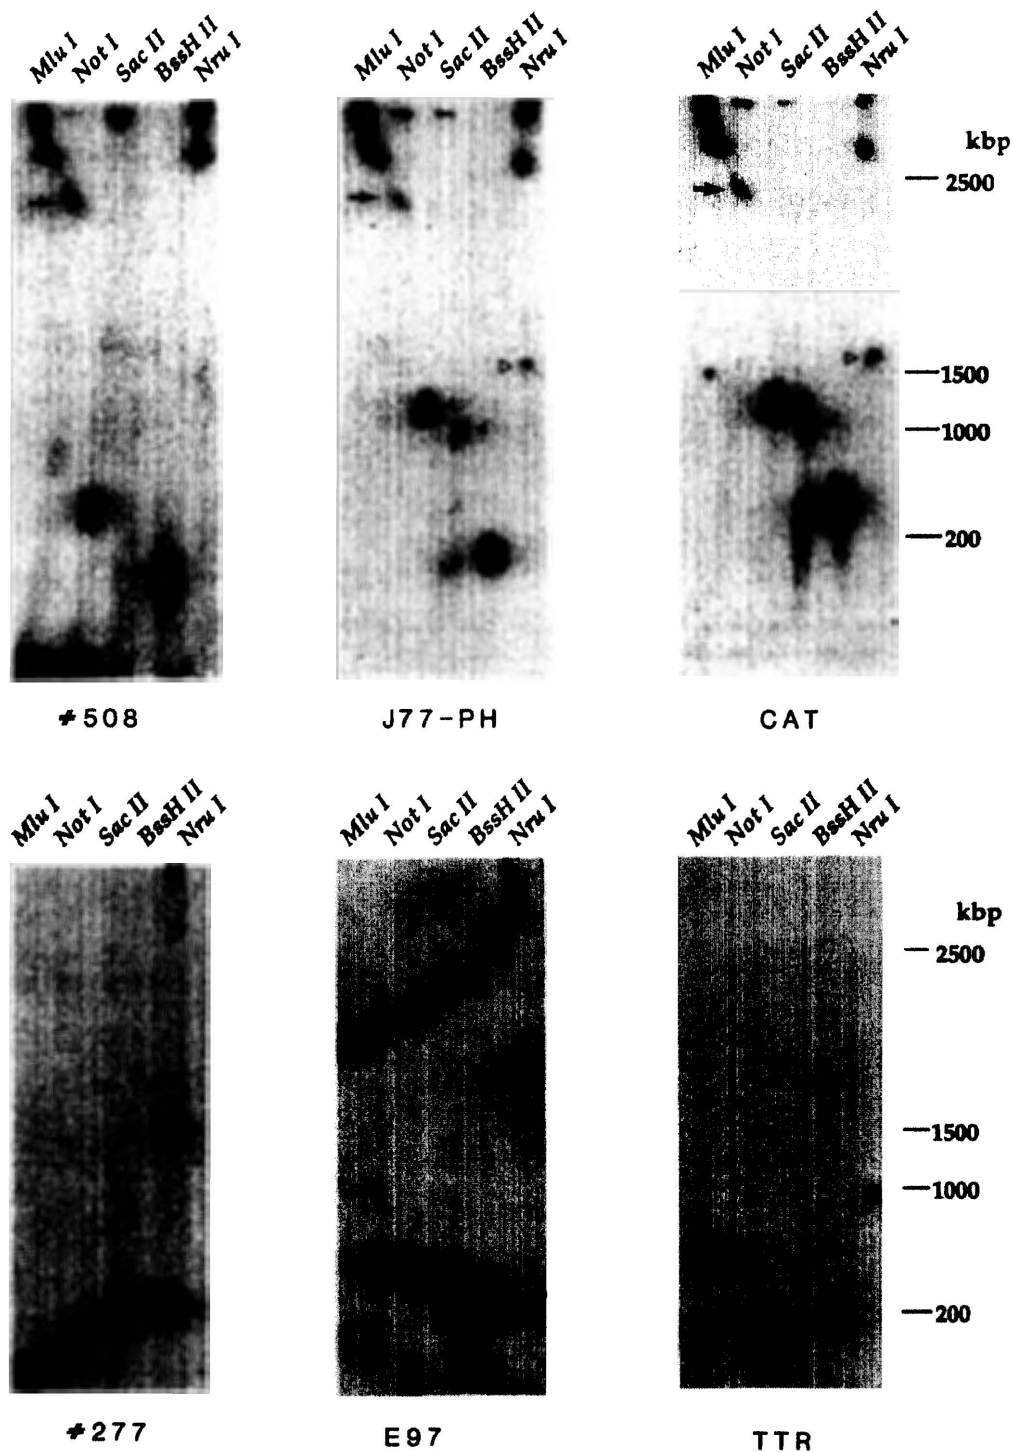 Mlu I Not I Sac II BssH II Nru I Mlu I Not I Sac II BssH II Nru I Mlu I Not I Sac II BssH II Nru I
kbp
2500
1500
1000
200
#508 J77-PH CAT
Mlu I Not I Sac II BssH II Nru I Mlu I Not I Sac II BssH II Nru I Mlu I Not I Sac II BssH II Nru I
kbp
2500
1500
1000
200
#277 E97 TTR